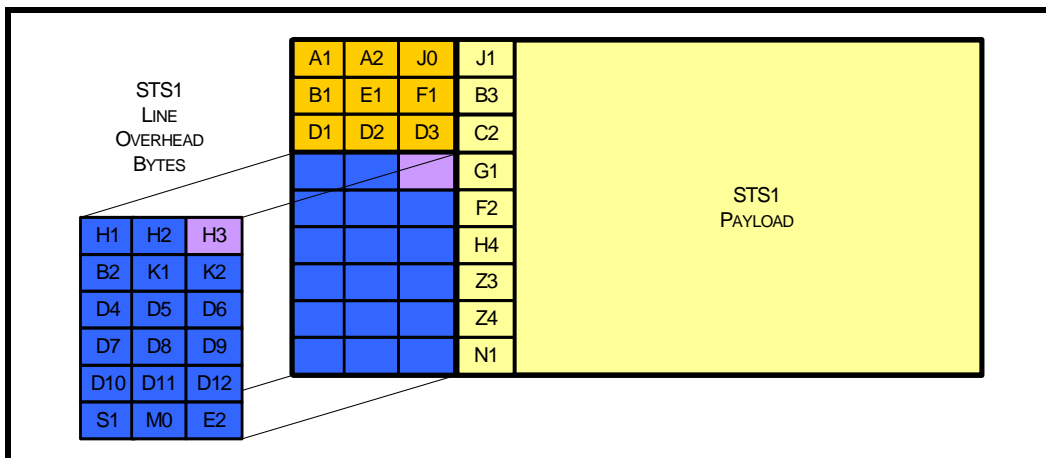 STS1
LINE
OVERHEAD
BYTES
A1 A2 J0 J1
B1 E1 F1 B3
D1 D2 D3 C2
G1
F2
H4
Z3
Z4
N1
STS1
PAYLOAD
H1 H2 H3
B2 K1 K2
D4 D5 D6
D7 D8 D9
D10 D11 D12
S1 M0 E2